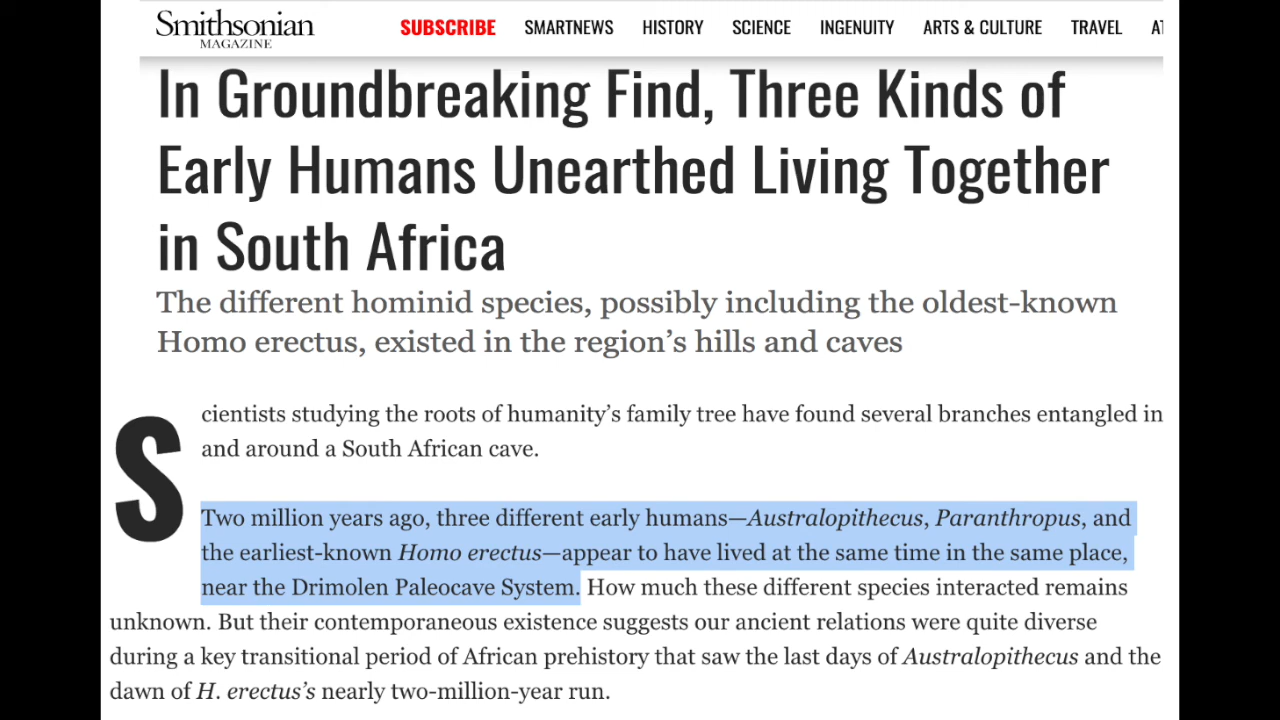 Smithsonian
MAGAZINE
SUBSCRIBE SMARTNEWS HISTORY SCIENCE INGENUITY ARTS & CULTURE TRAVEL
In Groundbreaking Find, Three Kinds of
Early Humans Unearthed Living Together
in South Africa
The different hominid species, possibly including the oldest-known
Homo erectus, existed in the region’s hills and caves
Scientists studying the roots of humanity’s family tree have found several branches entangled in
and around a South African cave.
Two million years ago, three different early humans—Australopithecus, Paranthropus, and
the earliest-known Homo erectus—appear to have lived at the same time in the same place,
near the Drimolen Paleocave System. How much these different species interacted remains
unknown. But their contemporaneous existence suggests our ancient relations were quite diverse
during a key transitional period of African prehistory that saw the last days of Australopithecus and the
dawn of H. erectus’s nearly two-million-year run.